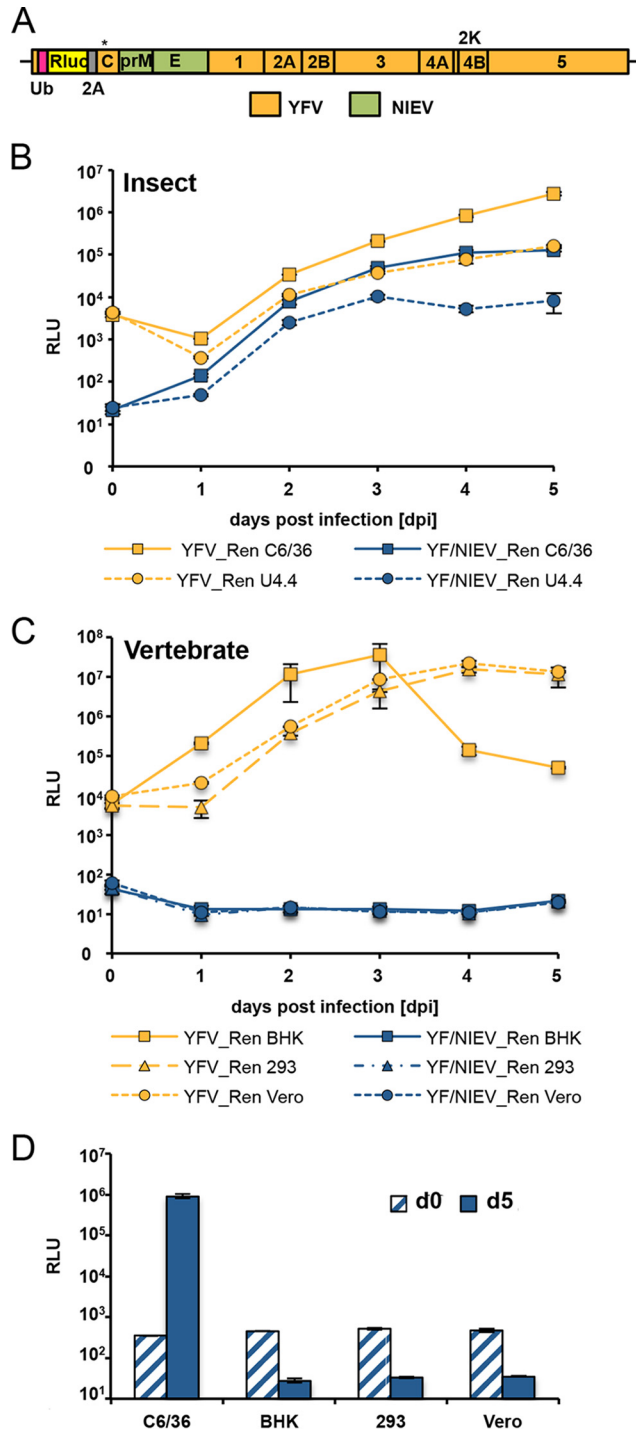 A
*
2K
Rluc C prM E 1 2A 2B 3 4A 4B 5
Ub 2A
YFV NIEV
B
Insect
10^7
10^6
10^5
10^4
10^3
10^2
10^1
0
RLU
0 1 2 3 4 5
days post infection [dpi]
YFV_Ren C6/36 YF/NIEV_Ren C6/36
YFV_Ren U4.4 YF/NIEV_Ren U4.4
C
Vertebrate
10^8
10^7
10^6
10^5
10^4
10^3
10^2
10^1
0
RLU
0 1 2 3 4 5
days post infection [dpi]
YFV_Ren BHK YF/NIEV_Ren BHK
YFV_Ren 293 YF/NIEV_Ren 293
YFV_Ren Vero YF/NIEV_Ren Vero
D
10^7
10^6
10^5
10^4
10^3
10^2
10^1
RLU
d0 d5
C6/36 BHK 293 Vero